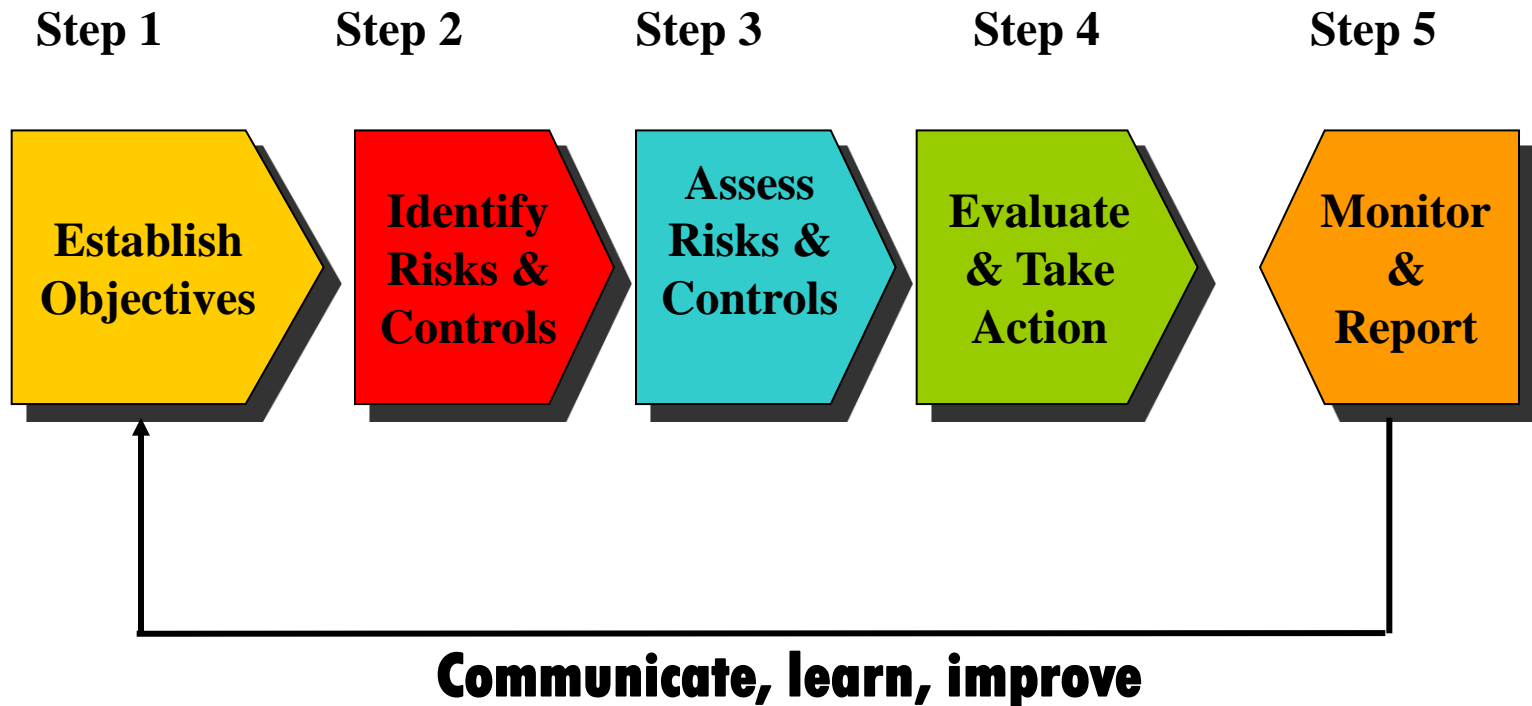 Step 1
Step 2
Step 3
Step 4
Step 5
Establish
Objectives
Identify
Risks &
Controls
Assess
Risks &
Controls
Evaluate
& Take
Action
Monitor
&
Report
Communicate, learn, improve